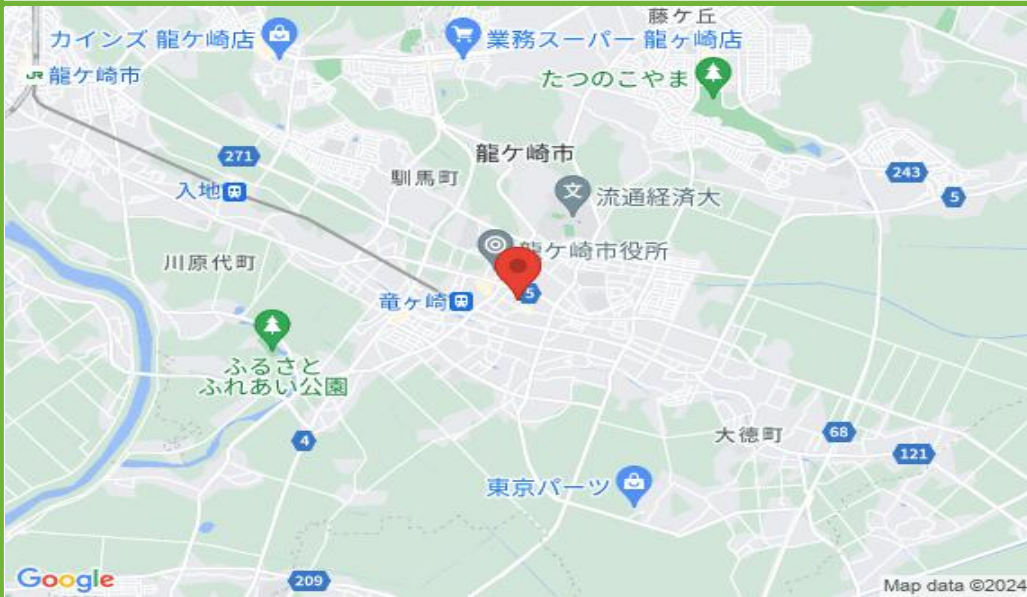 藤ケ丘
カインズ 龍ケ崎店
業務スーパー 龍ヶ崎店
JR 龍ケ崎市
たつのこやま
龍ケ崎市
271
馴馬町
243
入地
流通経済大
5
龍ケ崎市役所
川原代町
竜ヶ崎
5
ふるさと
ふれあい公園
大徳町
68
4
121
東京パーツ
Google
209
Map data ©2024